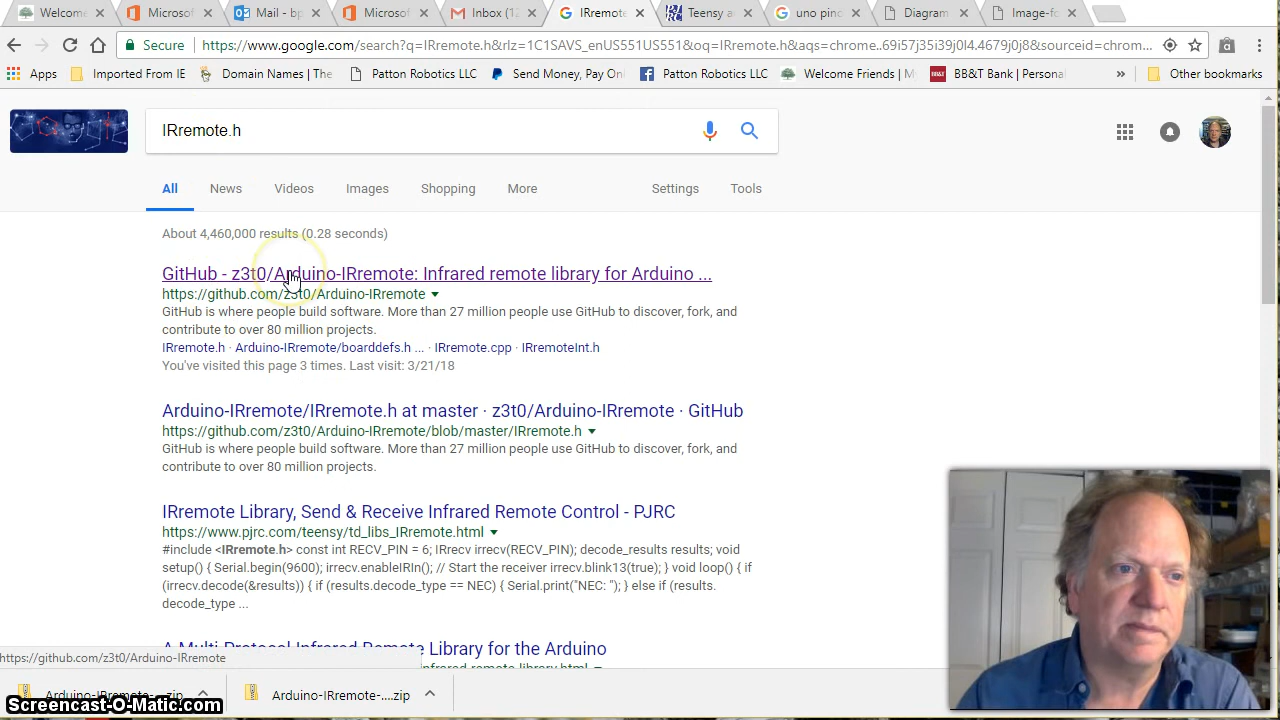 Welcome
Microsof
Mail - bp
Microsof
Inbox (12
IRremote
Teensy a
uno pino
Diagram
Image-fo
Secure
https://www.google.com/search?q=IRremote.h&rlz=1C1SAVS_enUS551US551&oq=IRremote.h&aqs=chrome..69i57j35i39j0l4.4679j0j8&sourceid=chrom...
Apps
Imported From IE
Domain Names | The
Patton Robotics LLC
Send Money, Pay Onl
Patton Robotics LLC
Welcome Friends | M
BB&T Bank | Personal
»
Other bookmarks
IRremote.h
All
News
Videos
Images
Shopping
More
Settings
Tools
About 4,460,000 results (0.28 seconds)
GitHub - z3t0/Arduino-IRremote: Infrared remote library for Arduino ...
https://github.com/z3t0/Arduino-IRremote
GitHub is where people build software. More than 27 million people use GitHub to discover, fork, and
contribute to over 80 million projects.
IRremote.h · Arduino-IRremote/boarddefs.h ... · IRremote.cpp · IRremoteInt.h
You've visited this page 3 times. Last visit: 3/21/18
Arduino-IRremote/IRremote.h at master · z3t0/Arduino-IRremote · GitHub
https://github.com/z3t0/Arduino-IRremote/blob/master/IRremote.h
GitHub is where people build software. More than 27 million people use GitHub to discover, fork, and
contribute to over 80 million projects.
IRremote Library, Send & Receive Infrared Remote Control - PJRC
https://www.pjrc.com/teensy/td_libs_IRremote.html
#include <IRremote.h> const int RECV_PIN = 6; IRrecv irrecv(RECV_PIN); decode_results results; void
setup() { Serial.begin(9600); irrecv.enableIRIn(); // Start the receiver irrecv.blink13(true); } void loop() { if
(irrecv.decode(&results)) { if (results.decode_type == NEC) { Serial.print("NEC: "); } else if (results.
decode_type ...
A Multi-Protocol Infrared Remote Library for the Arduino
https://github.com/z3t0/Arduino-IRremote
Arduino-IRremote-....zip
Arduino-IRremote-....zip
Screencast-O-Matic.com